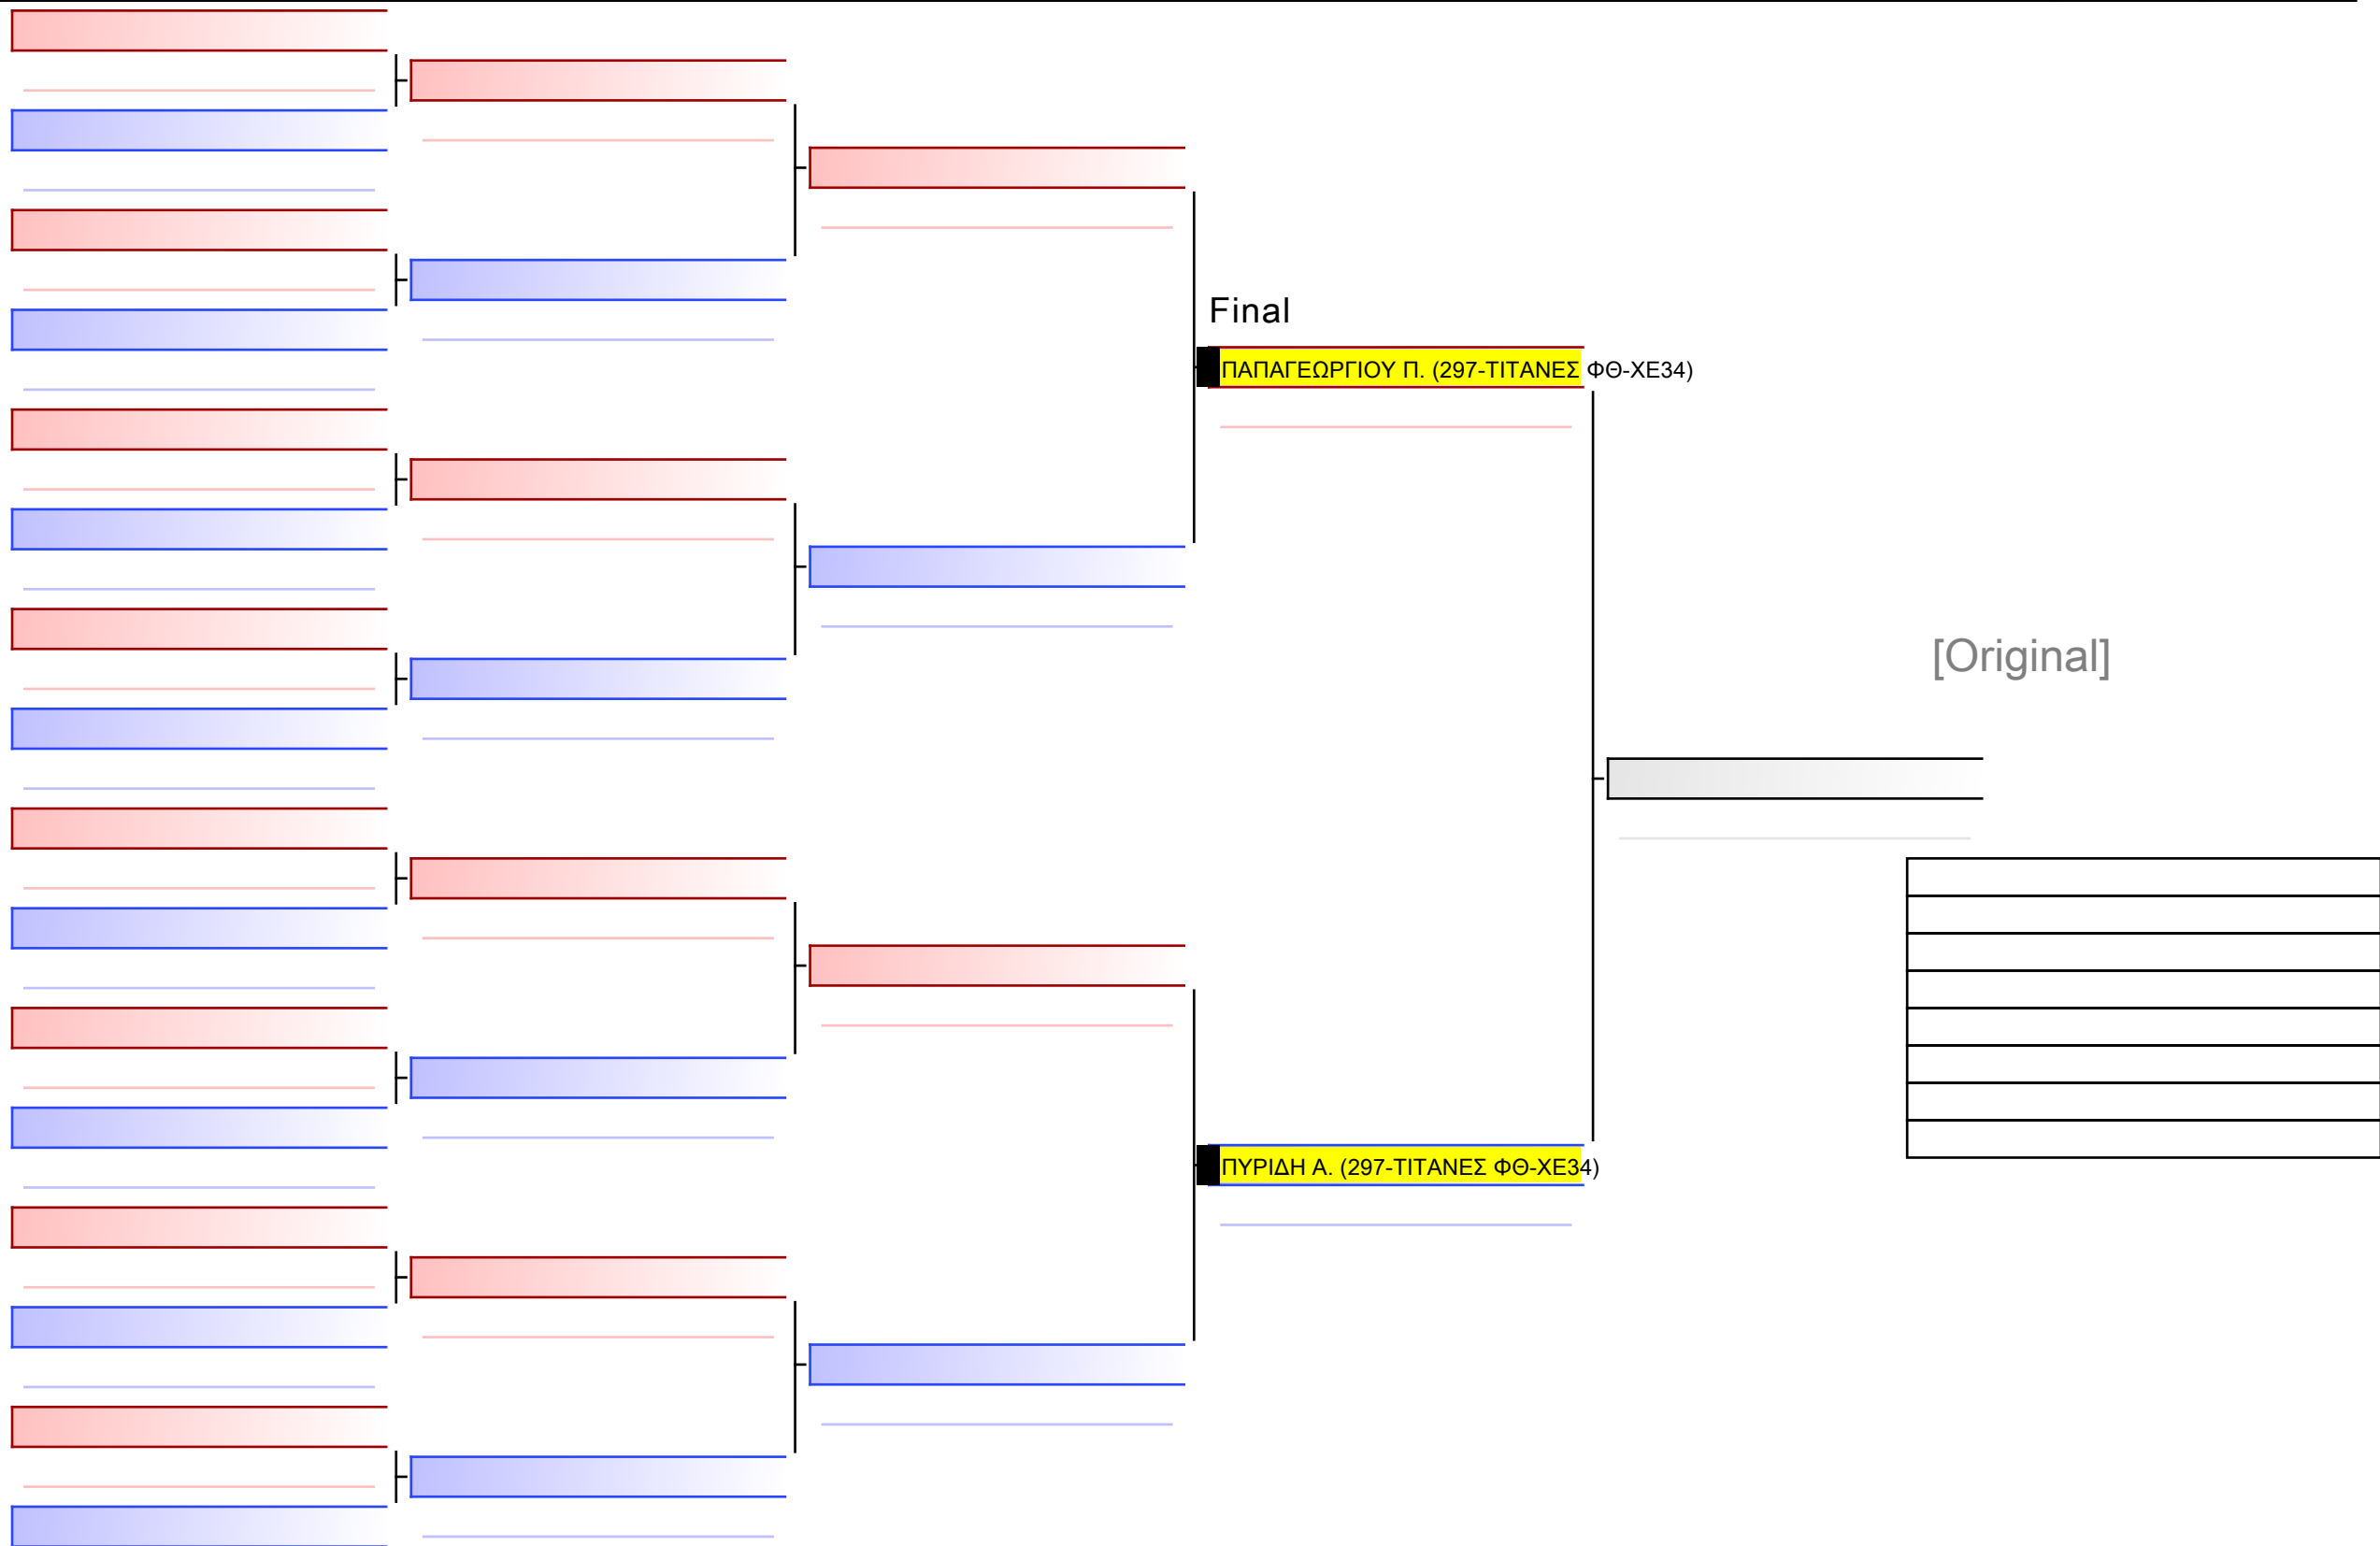 Final
ΠΑΠΑΓΕΩΡΓΙΟΥ Π. (297-ΤΙΤΑΝΕΣ ΦΘ-ΧΕ34)
[Original]
ΠΥΡΙΔΗ Α. (297-ΤΙΤΑΝΕΣ ΦΘ-ΧΕ34)